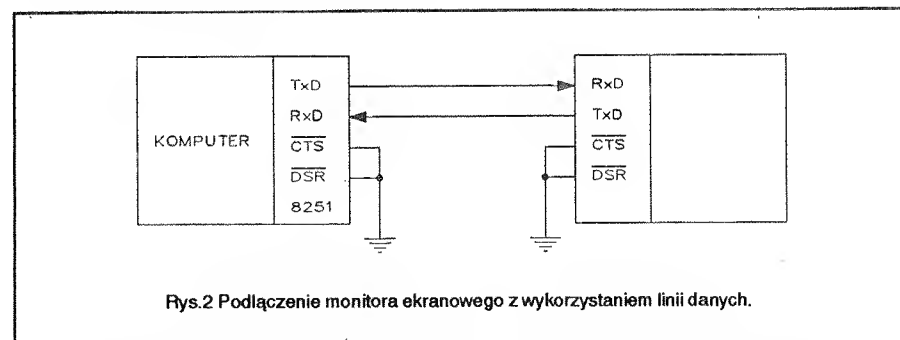 TxD
RxD
KOMPUTER
CTS
DSR
8251
RxD
TxD
CTS
DSR
Rys.2 Podłączenie monitora ekranowego z wykorzystaniem linii danych.